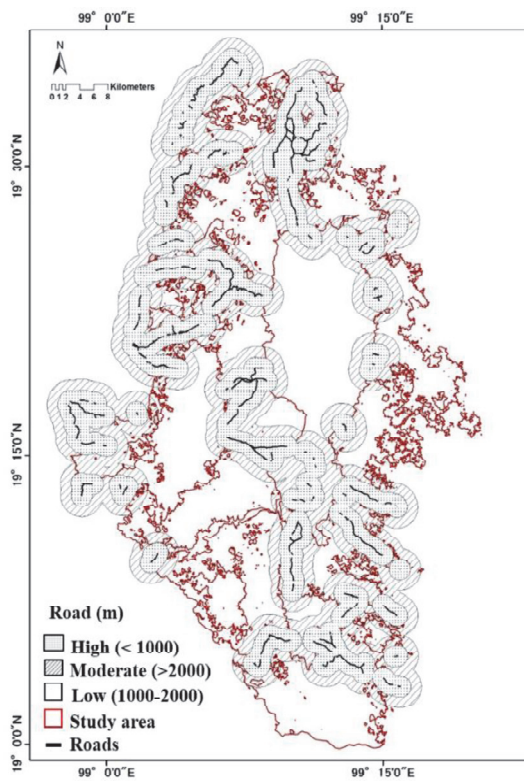 99° 0'0"E 99° 15'0"E
N
Kilometers
0 1 2 4 6 8
19° 30'0"N
19° 15'0"N
19° 0'0"N
Road (m)
High (< 1000)
Moderate (>2000)
Low (1000-2000)
Study area
Roads
99° 0'0"E 99° 15'0"E